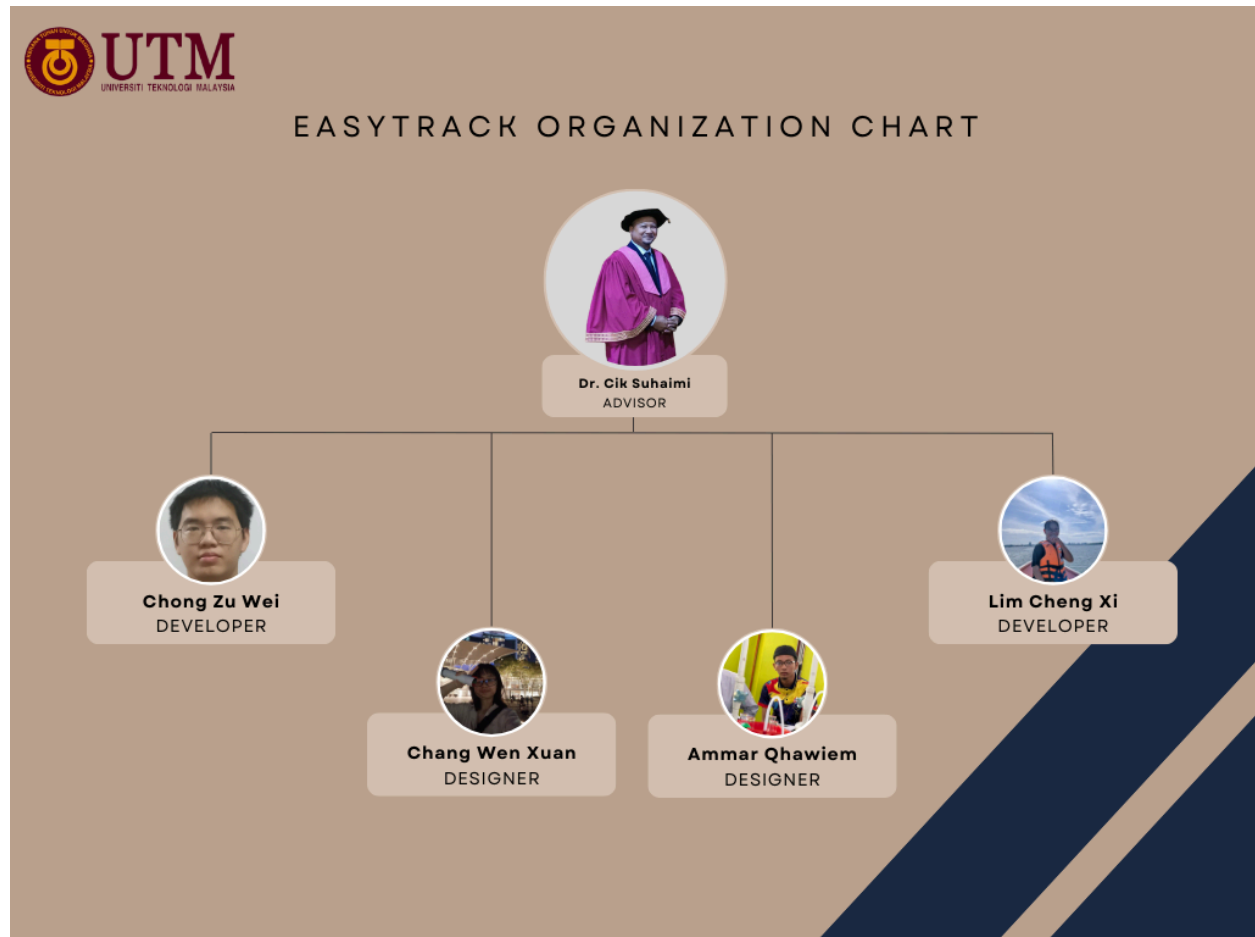 UTM
UNIVERSITI TEKNOLOGI MALAYSIA
EASYTRACK ORGANIZATION CHART
Dr. Cik Suhaimi
ADVISOR
Chong Zu Wei
DEVELOPER
Lim Cheng Xi
DEVELOPER
Chang Wen Xuan
DESIGNER
Ammar Qhawiem
DESIGNER